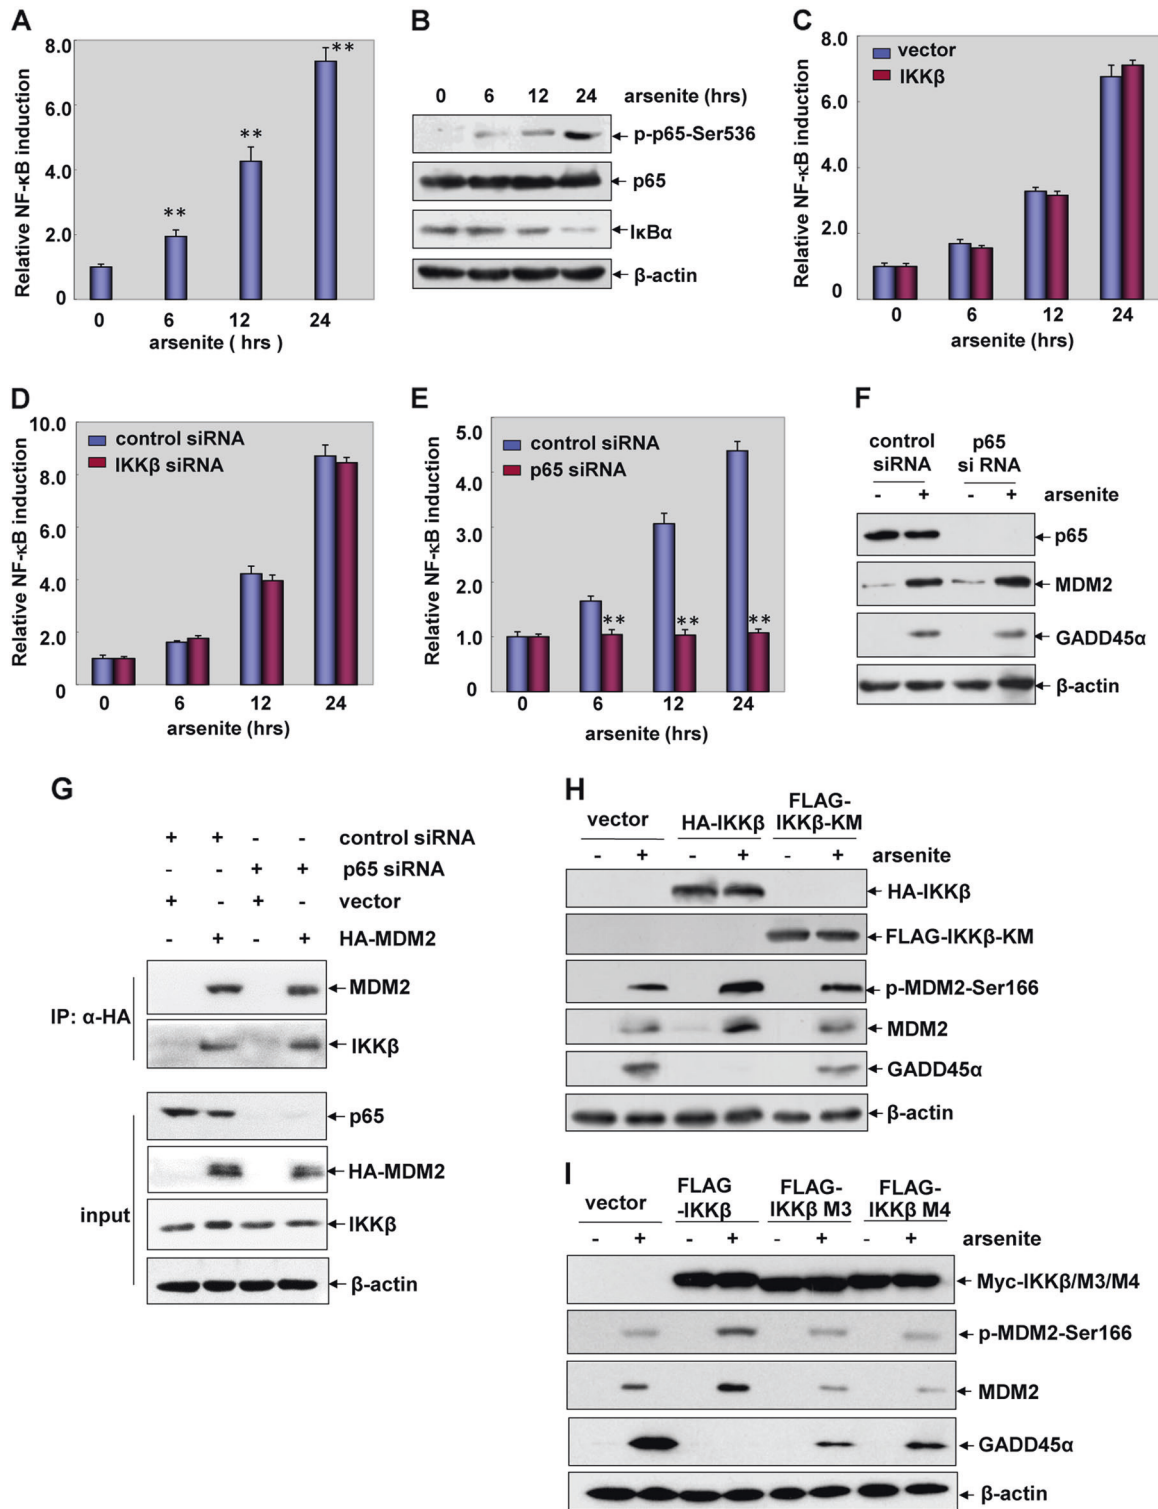 A
8.0
6.0
4.0
2.0
0
Relative NF-κB induction
**
**
**
0 6 12 24
arsenite ( hrs )
B
0 6 12 24 arsenite (hrs)
p-p65-Ser536
p65
IκBα
β-actin
C
8.0
6.0
4.0
2.0
0
Relative NF-κB induction
vector
IKKβ
0 6 12 24
arsenite (hrs)
D
10.0
8.0
6.0
4.0
2.0
0
Relative NF-κB induction
control siRNA
IKKβ siRNA
0 6 12 24
arsenite (hrs)
E
5.0
4.0
3.0
2.0
1.0
0
Relative NF-κB induction
control siRNA
p65 siRNA
** ** **
0 6 12 24
arsenite (hrs)
F
control siRNA
p65 si RNA
- + - + arsenite
p65
MDM2
GADD45α
β-actin
G
+ + - - control siRNA
- - + + p65 siRNA
+ - + - vector
- + - + HA-MDM2
IP: α-HA
MDM2
IKKβ
input
p65
HA-MDM2
IKKβ
β-actin
H
vector
HA-IKKβ
FLAG-
IKKβ-KM
- + - + - + arsenite
HA-IKKβ
FLAG-IKKβ-KM
p-MDM2-Ser166
MDM2
GADD45α
β-actin
I
vector
FLAG
-IKKβ
FLAG-
IKKβ M3
FLAG-
IKKβ M4
- + - + - + - + arsenite
Myc-IKKβ/M3/M4
p-MDM2-Ser166
MDM2
GADD45α
β-actin